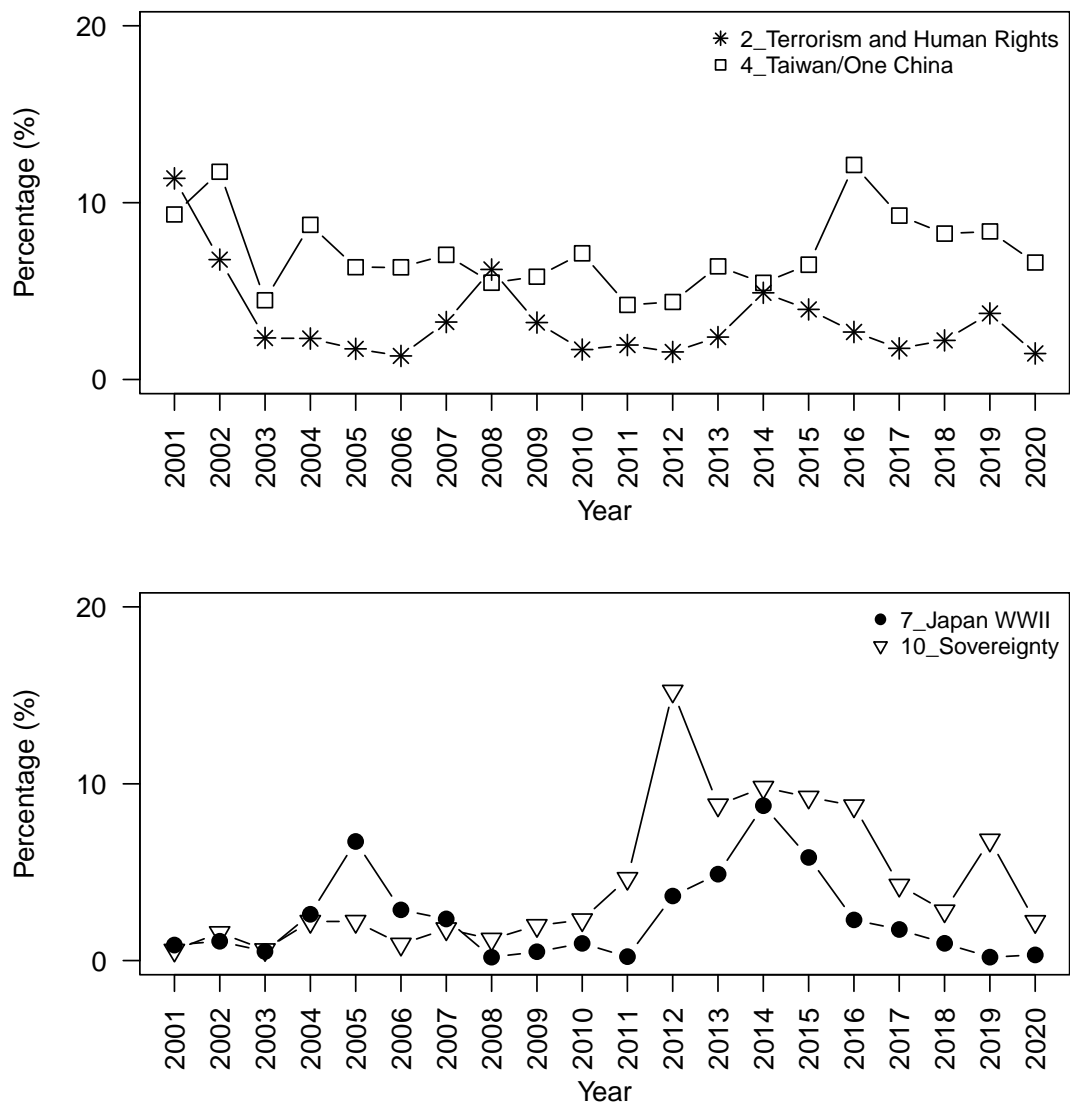 20
10
0
Percentage (%)
2_Terrorism and Human Rights
4_Taiwan/One China
2001 2002 2003 2004 2005 2006 2007 2008 2009 2010 2011 2012 2013 2014 2015 2016 2017 2018 2019 2020
Year
20
10
0
Percentage (%)
7_Japan WWII
10_Sovereignty
2001 2002 2003 2004 2005 2006 2007 2008 2009 2010 2011 2012 2013 2014 2015 2016 2017 2018 2019 2020
Year